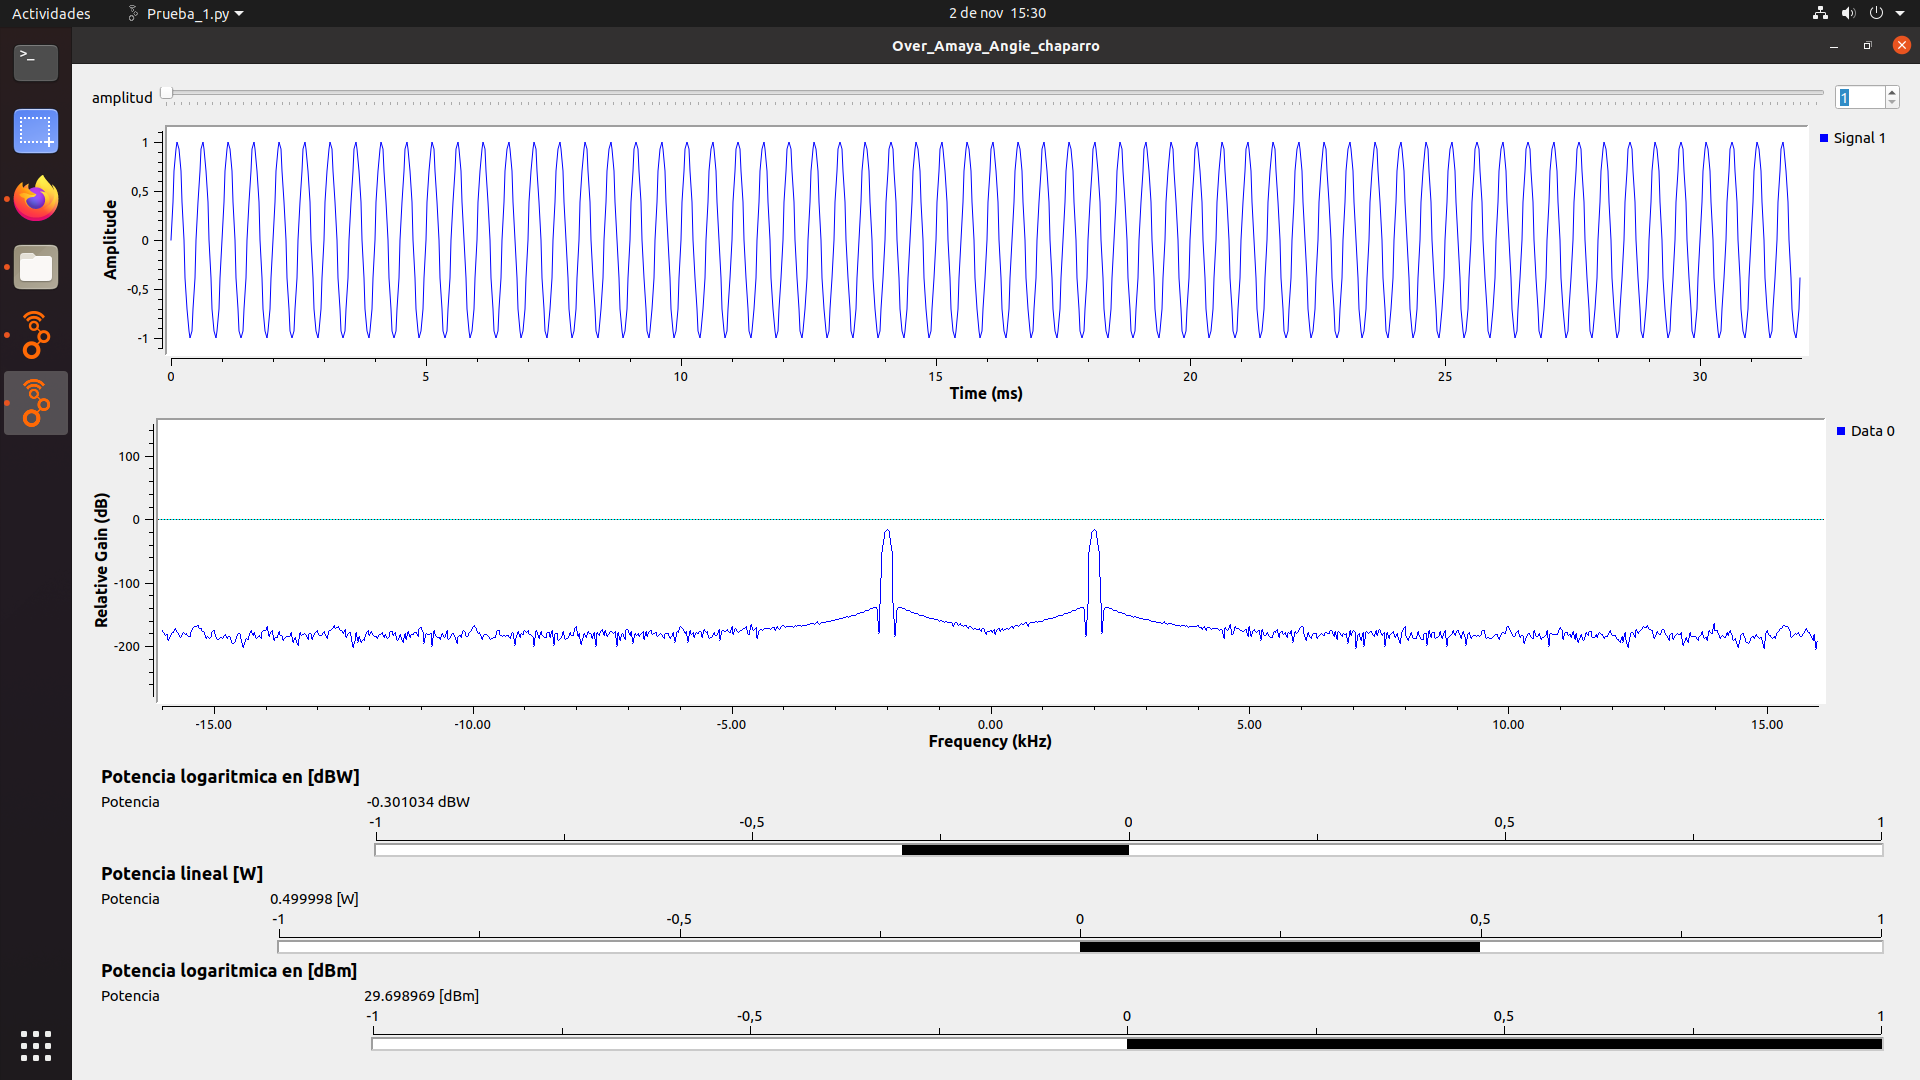 Actividades
Prueba_1.py
2 de nov 15:30
Over_Amaya_Angie_chaparro
amplitud
1
Signal 1
Amplitude
1
0,5
0
-0,5
-1
0 5 10 15 20 25 30
Time (ms)
Data 0
Relative Gain (dB)
100
0
-100
-200
-15.00 -10.00 -5.00 0.00 5.00 10.00 15.00
Frequency (kHz)
Potencia logaritmica en [dBW]
Potencia -0.301034 dBW
-1 -0,5 0 0,5 1
Potencia lineal [W]
Potencia 0.499998 [W]
-1 -0,5 0 0,5 1
Potencia logaritmica en [dBm]
Potencia 29.698969 [dBm]
-1 -0,5 0 0,5 1